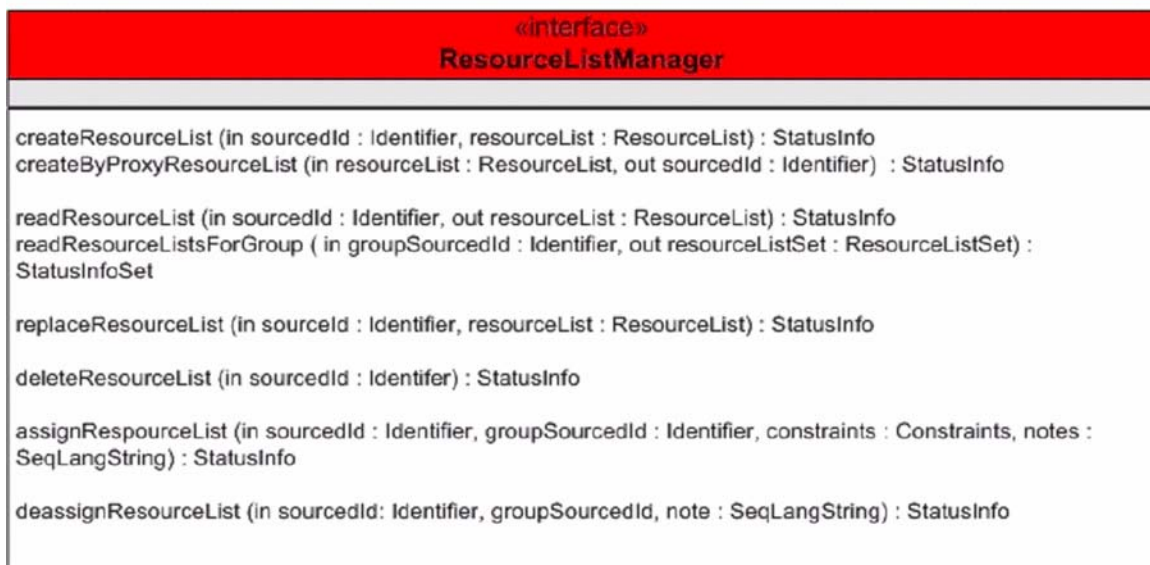 «interface»
ResourceListManager
createResourceList (in sourcedId : Identifier, resourceList : ResourceList) : StatusInfo
createByProxyResourceList (in resourceList : ResourceList, out sourcedId : Identifier)  : StatusInfo
readResourceList (in sourcedId : Identifier, out resourceList : ResourceList) : StatusInfo
readResourceListsForGroup ( in groupSourcedId : Identifier, out resourceListSet : ResourceListSet) :
StatusInfoSet
replaceResourceList (in sourceId : Identifier, resourceList : ResourceList) : StatusInfo
deleteResourceList (in sourcedId : Identifer) : StatusInfo
assignRespourceList (in sourcedId : Identifier, groupSourcedId : Identifier, constraints : Constraints, notes :
SeqLangString) : StatusInfo
deassignResourceList (in sourcedId: Identifier, groupSourcedId, note : SeqLangString) : StatusInfo